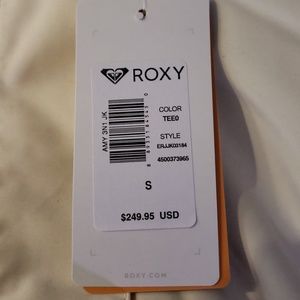 ROXY
AMY 3N1 JK
COLOR
TEE0
STYLE
ERJJK03184
4500373965
S
$249.95 USD
ROXY.COM